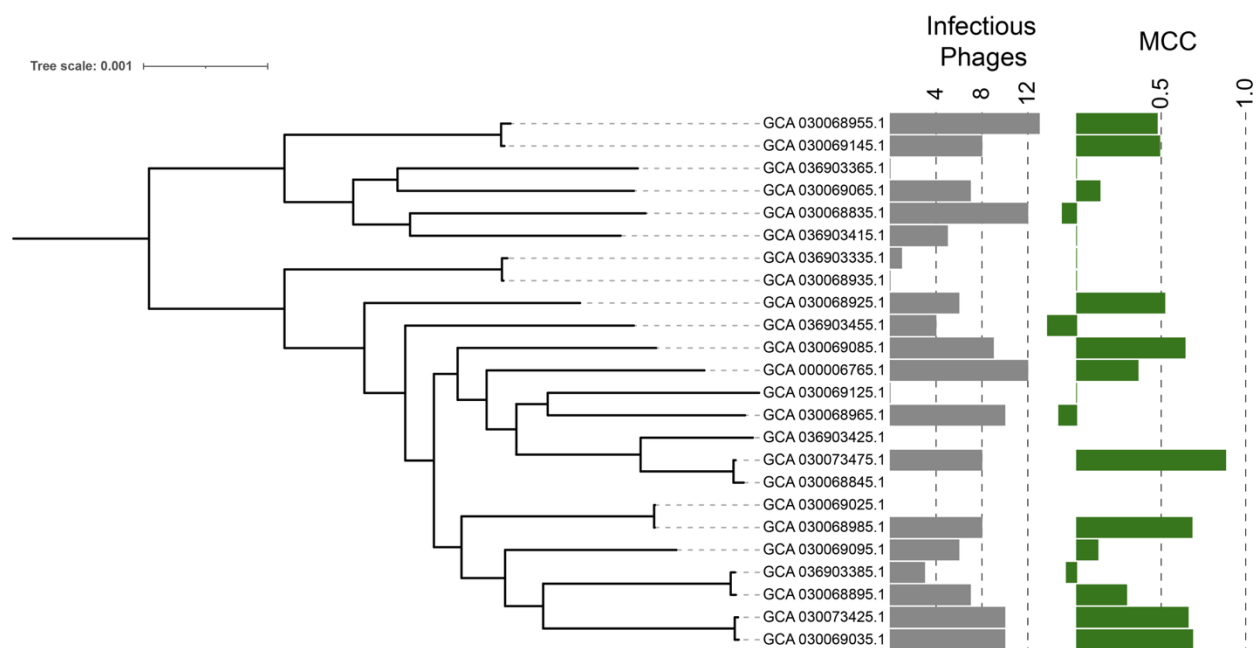 Infectious
Phages
MCC
Tree scale: 0.001
4
8
12
0.5
1.0
GCA 030068955.1
GCA 030069145.1
GCA 036903365.1
GCA 030069065.1
GCA 030068835.1
GCA 036903415.1
GCA 036903335.1
GCA 030068935.1
GCA 030068925.1
GCA 036903455.1
GCA 030069085.1
GCA 000006765.1
GCA 030069125.1
GCA 030068965.1
GCA 036903425.1
GCA 030073475.1
GCA 030068845.1
GCA 030069025.1
GCA 030068985.1
GCA 030069095.1
GCA 036903385.1
GCA 030068895.1
GCA 030073425.1
GCA 030069035.1